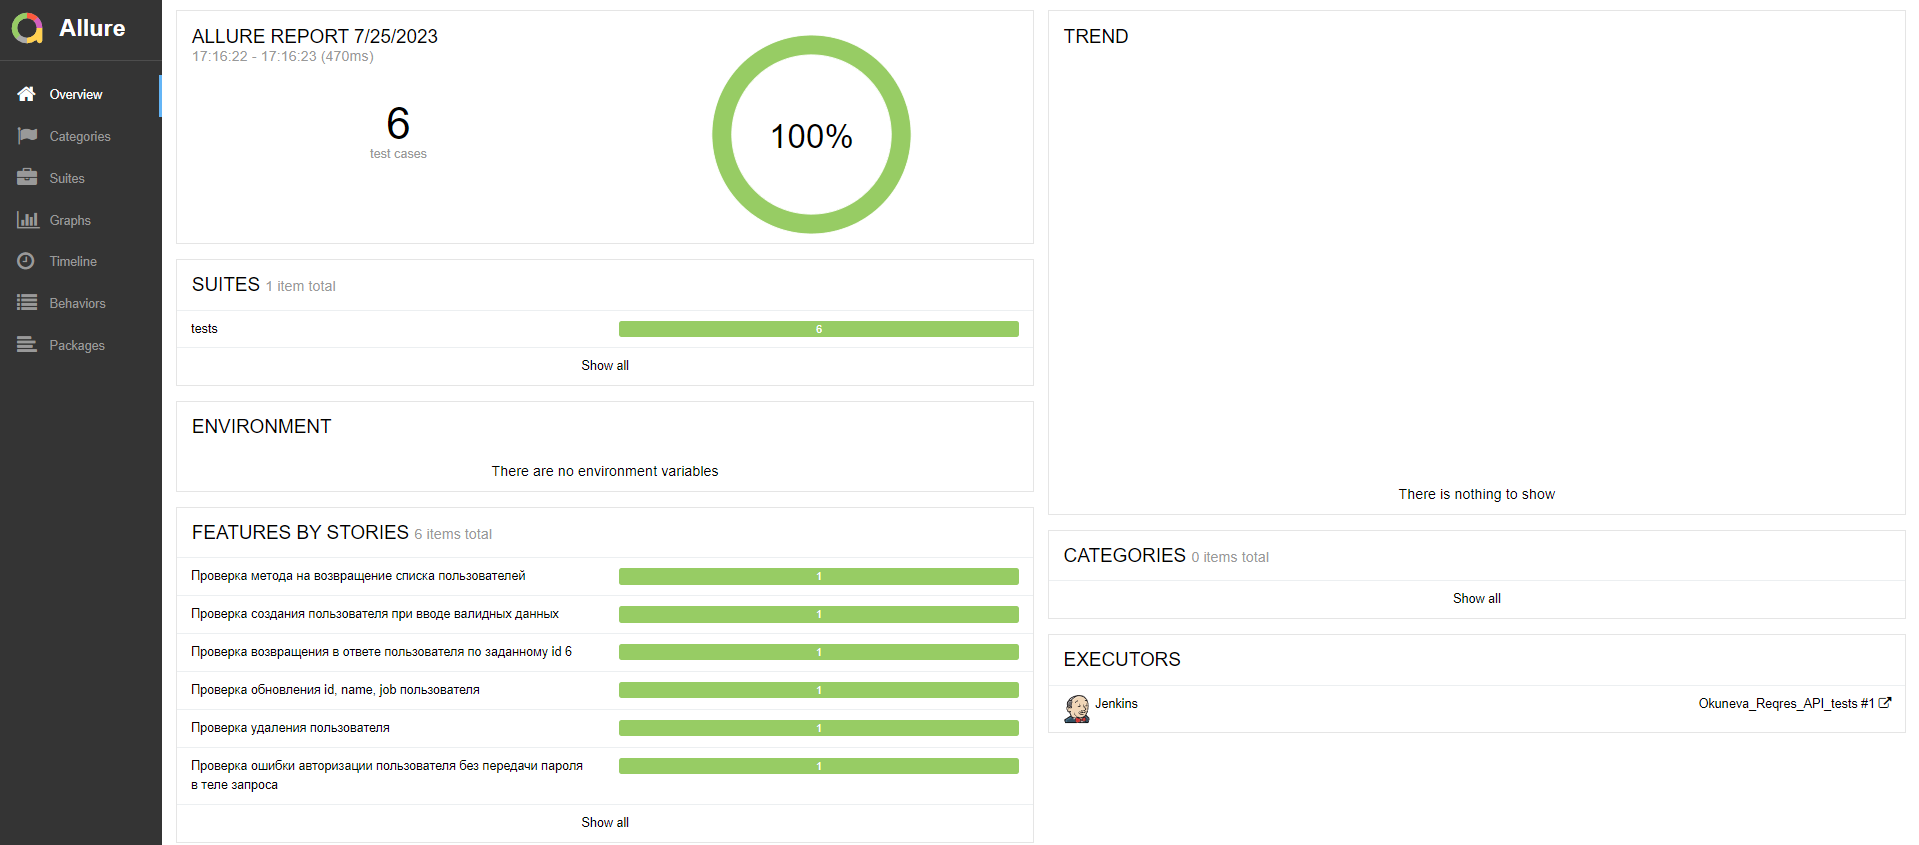 Allure
Overview
Categories
Suites
Graphs
Timeline
Behaviors
Packages
ALLURE REPORT 7/25/2023
17:16:22 - 17:16:23 (470ms)
6
test cases
100%
SUITES 1 item total
tests 6
Show all
ENVIRONMENT
There are no environment variables
FEATURES BY STORIES 6 items total
Проверка метода на возвращение списка пользователей 1
Проверка создания пользователя при вводе валидных данных 1
Проверка возвращения в ответе пользователя по заданному id 6 1
Проверка обновления id, name, job пользователя 1
Проверка удаления пользователя 1
Проверка ошибки авторизации пользователя без передачи пароля 1
в теле запроса
Show all
TREND
There is nothing to show
CATEGORIES 0 items total
Show all
EXECUTORS
Jenkins Okuneva_Reqres_API_tests #1